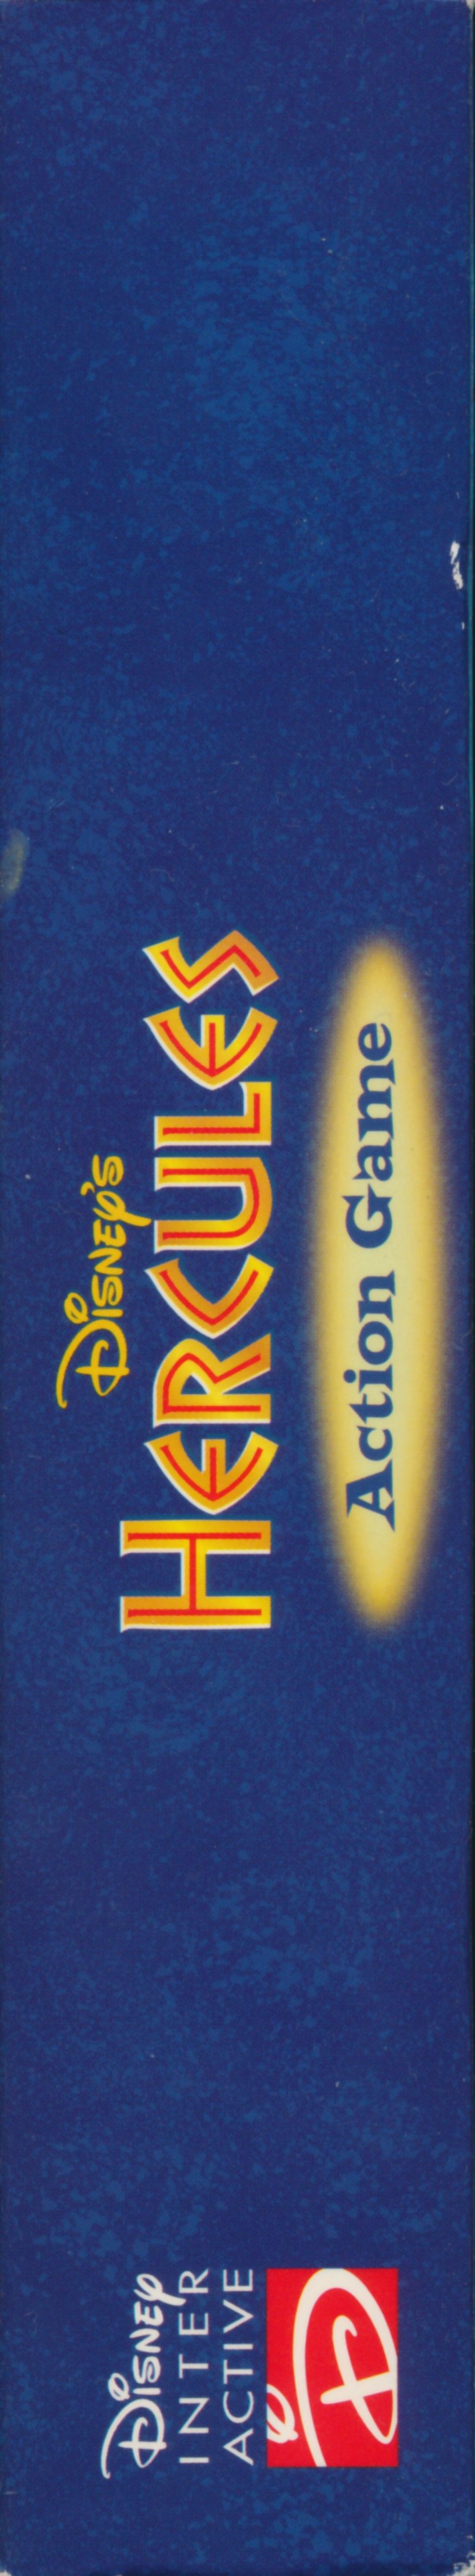 Disney's
HERCULES
Action Game
Disney
INTER
ACTIVE
D